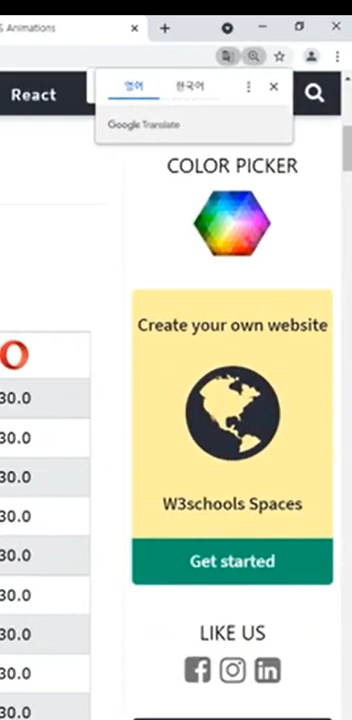 S Animations
React
영어 한국어
Google Translate
COLOR PICKER
Create your own website
W3schools Spaces
Get started
30.0
30.0
30.0
30.0
30.0
30.0
30.0
30.0
30.0
LIKE US